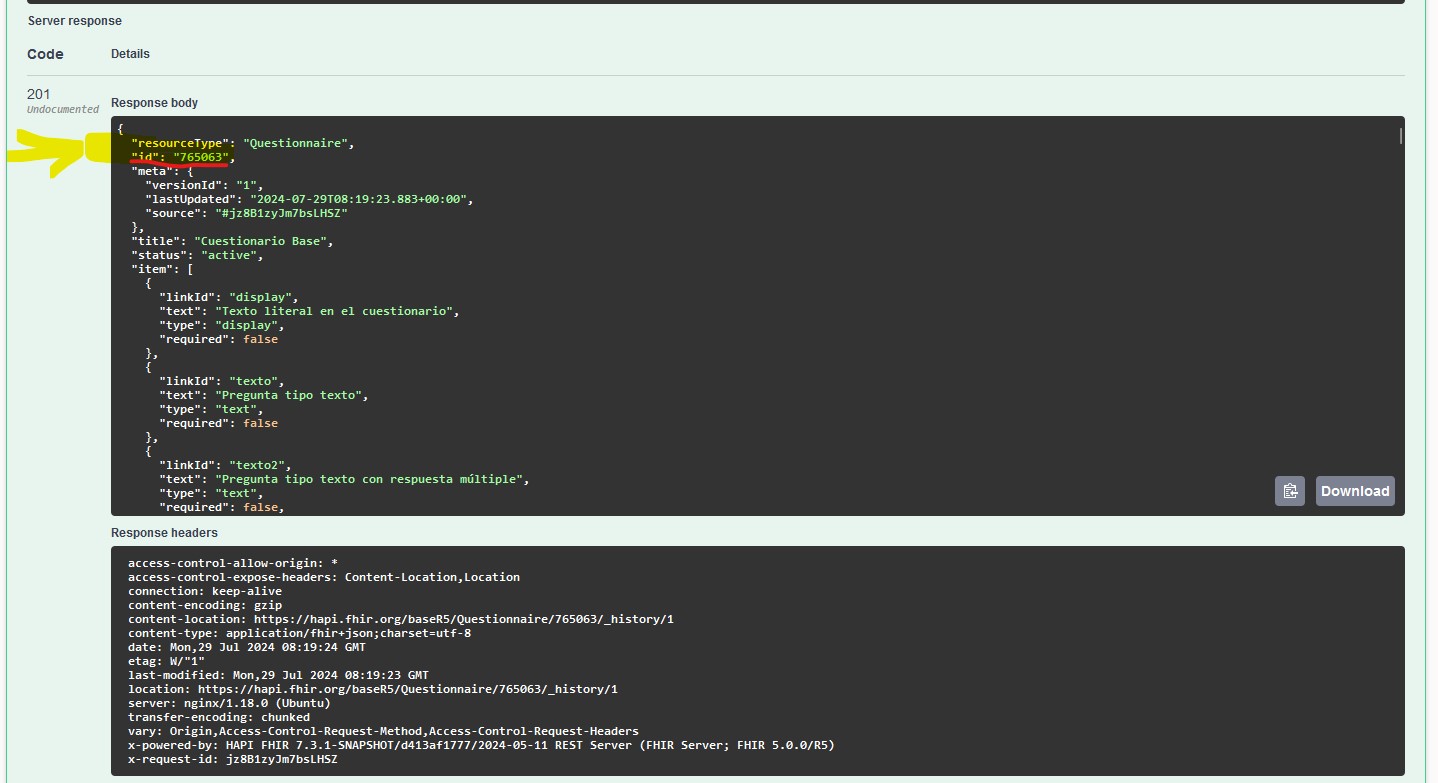 Server response
Code Details
201
Undocumented
Response body
{
"resourceType": "Questionnaire",
"id": "765063",
"meta": {
"versionId": "1",
"lastUpdated": "2024-07-29T08:19:23.883+00:00",
"source": "#jz8B1zyJm7bsLHSZ"
},
"title": "Cuestionario Base",
"status": "active",
"item": [
{
"linkId": "display",
"text": "Texto literal en el cuestionario",
"type": "display",
"required": false
},
{
"linkId": "texto",
"text": "Pregunta tipo texto",
"type": "text",
"required": false
},
{
"linkId": "texto2",
"text": "Pregunta tipo texto con respuesta múltiple",
"type": "text",
"required": false,
Download
Response headers
access-control-allow-origin: *
access-control-expose-headers: Content-Location,Location
connection: keep-alive
content-encoding: gzip
content-location: https://hapi.fhir.org/baseR5/Questionnaire/765063/_history/1
content-type: application/fhir+json;charset=utf-8
date: Mon,29 Jul 2024 08:19:24 GMT
etag: W/"1"
last-modified: Mon,29 Jul 2024 08:19:23 GMT
location: https://hapi.fhir.org/baseR5/Questionnaire/765063/_history/1
server: nginx/1.18.0 (Ubuntu)
transfer-encoding: chunked
vary: Origin,Access-Control-Request-Method,Access-Control-Request-Headers
x-powered-by: HAPI FHIR 7.3.1-SNAPSHOT/d413af1777/2024-05-11 REST Server (FHIR Server; FHIR 5.0.0/R5)
x-request-id: jz8B1zyJm7bsLHSZ